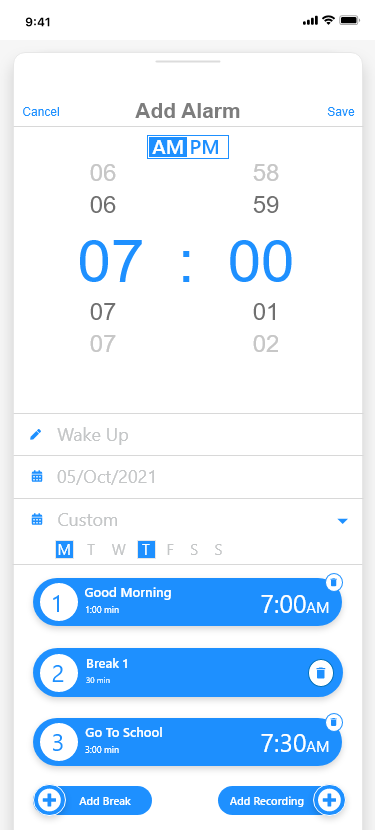 9:41
Cancel Add Alarm Save
AM PM
06 58
06 59
07 : 00
07 01
07 02
Wake Up
05/Oct/2021
Custom
M T W T F S S
1 Good Morning 7:00AM
1:00 min
2 Break 1
30 min
3 Go To School 7:30AM
3:00 min
Add Break Add Recording